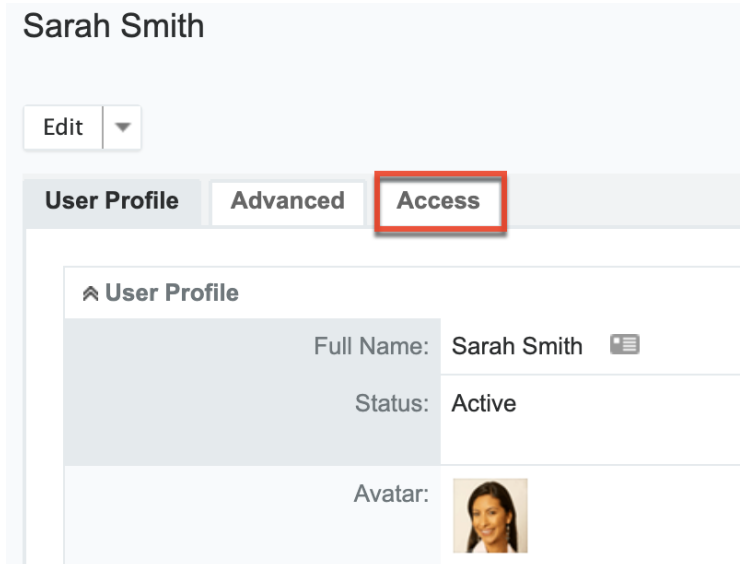 Sarah Smith
Edit
User Profile Advanced Access
User Profile
Full Name: Sarah Smith
Status: Active
Avatar: